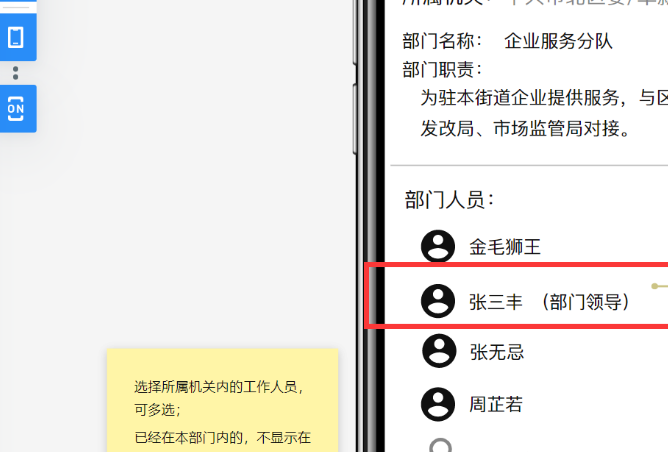 部门名称： 企业服务分队
部门职责：
为驻本街道企业提供服务，与区
发改局、市场监管局对接。
部门人员：
金毛狮王
张三丰 （部门领导）
张无忌
周芷若
ON
选择所属机关内的工作人员，
可多选；
已经在本部门内的，不显示在